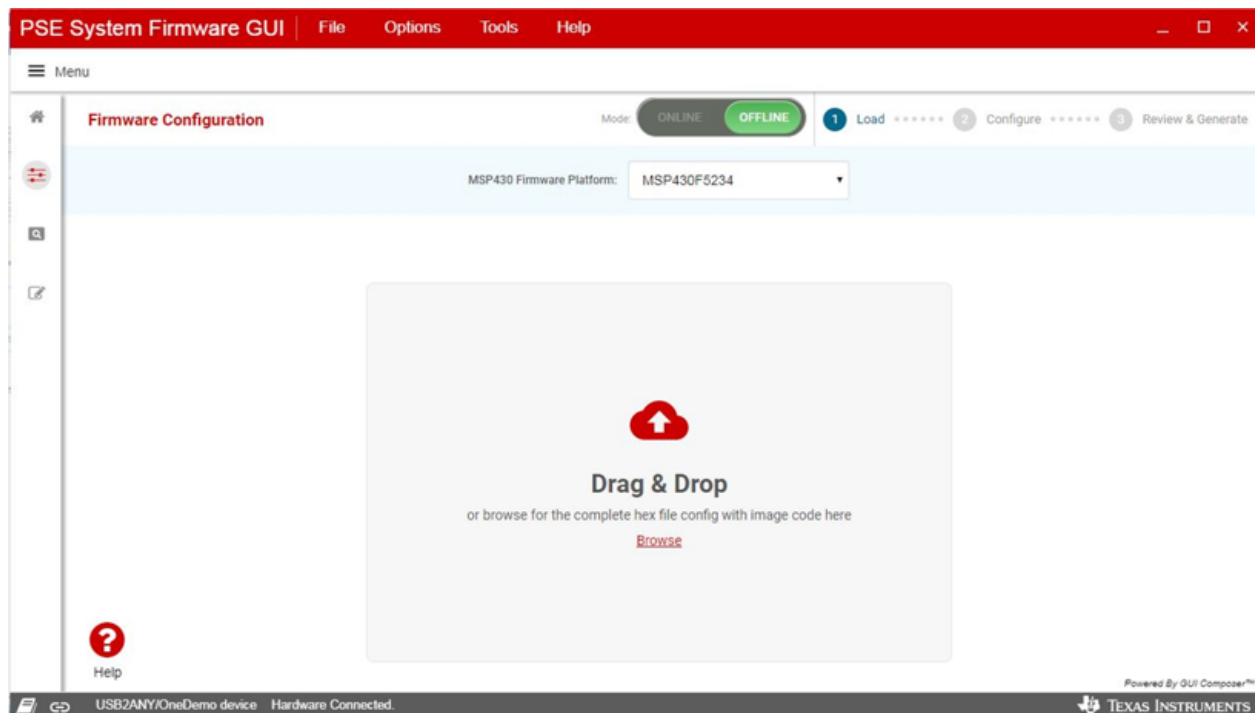 PSE System Firmware GUI File Options Tools Help
Menu
Firmware Configuration Mode: ONLINE OFFLINE 1 Load 2 Configure 3 Review & Generate
MSP430 Firmware Platform: MSP430F5234
Drag & Drop
or browse for the complete hex file config with image code here
Browse
?
Help
Powered By GUI Composer™
USB2ANY/OneDemo device Hardware Connected. TEXAS INSTRUMENTS